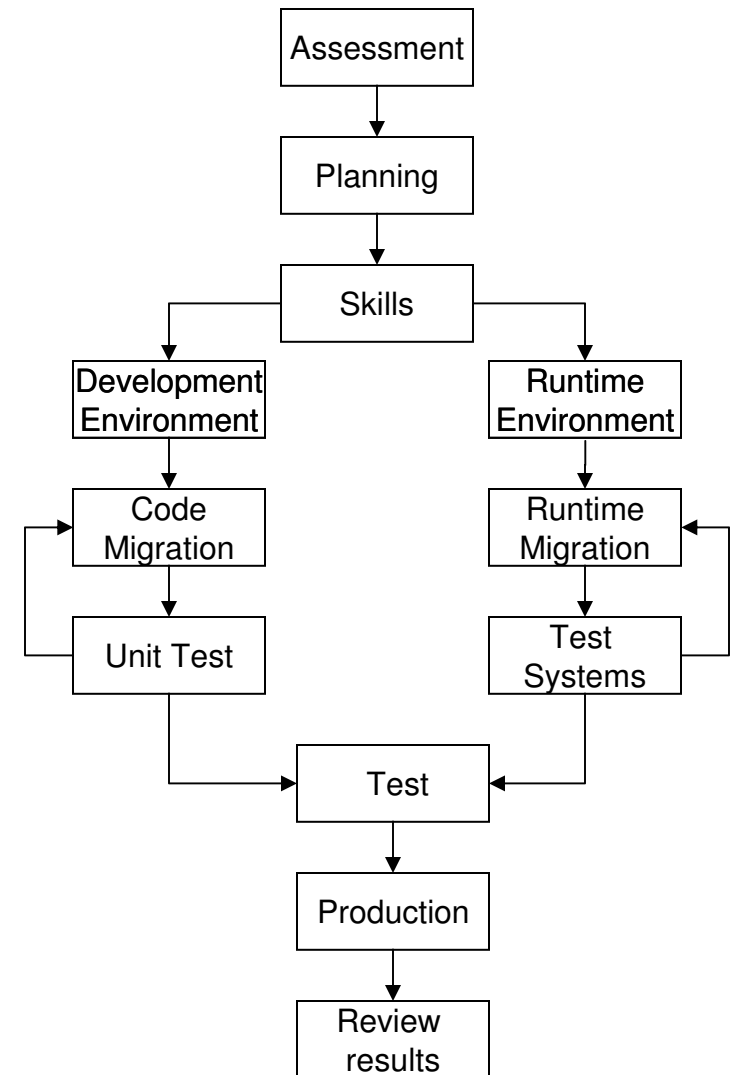 Assessment
Planning
Skills
Development
Environment
Runtime
Environment
Code
Migration
Runtime
Migration
Unit Test
Test
Systems
Test
Production
Review
results